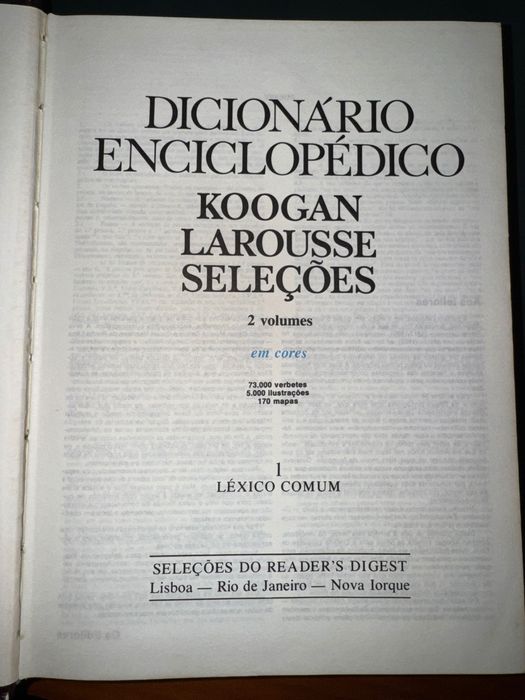 DICIONÁRIO
ENCICLOPÉDICO
KOOGAN
LAROUSSE
SELEÇÕES
2 volumes
em cores
73.000 verbetes
5.000 ilustrações
170 mapas
1
LÉXICO COMUM
SELEÇÕES DO READER'S DIGEST
Lisboa — Rio de Janeiro — Nova Iorque